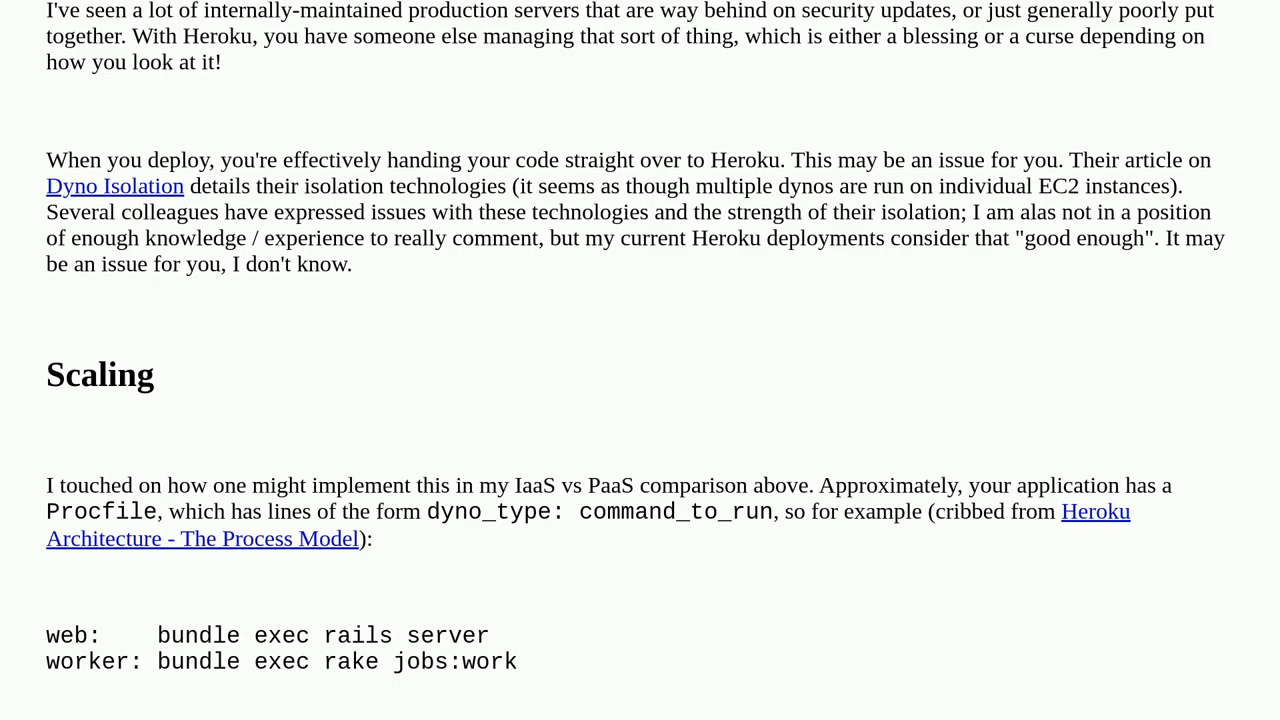 I've seen a lot of internally-maintained production servers that are way behind on security updates, or just generally poorly put
together. With Heroku, you have someone else managing that sort of thing, which is either a blessing or a curse depending on
how you look at it!
When you deploy, you're effectively handing your code straight over to Heroku. This may be an issue for you. Their article on
Dyno Isolation details their isolation technologies (it seems as though multiple dynos are run on individual EC2 instances).
Several colleagues have expressed issues with these technologies and the strength of their isolation; I am alas not in a position
of enough knowledge / experience to really comment, but my current Heroku deployments consider that "good enough". It may
be an issue for you, I don't know.
Scaling
I touched on how one might implement this in my IaaS vs PaaS comparison above. Approximately, your application has a
Procfile, which has lines of the form dyno_type: command_to_run, so for example (cribbed from Heroku
Architecture - The Process Model):
web:    bundle exec rails server
worker: bundle exec rake jobs:work